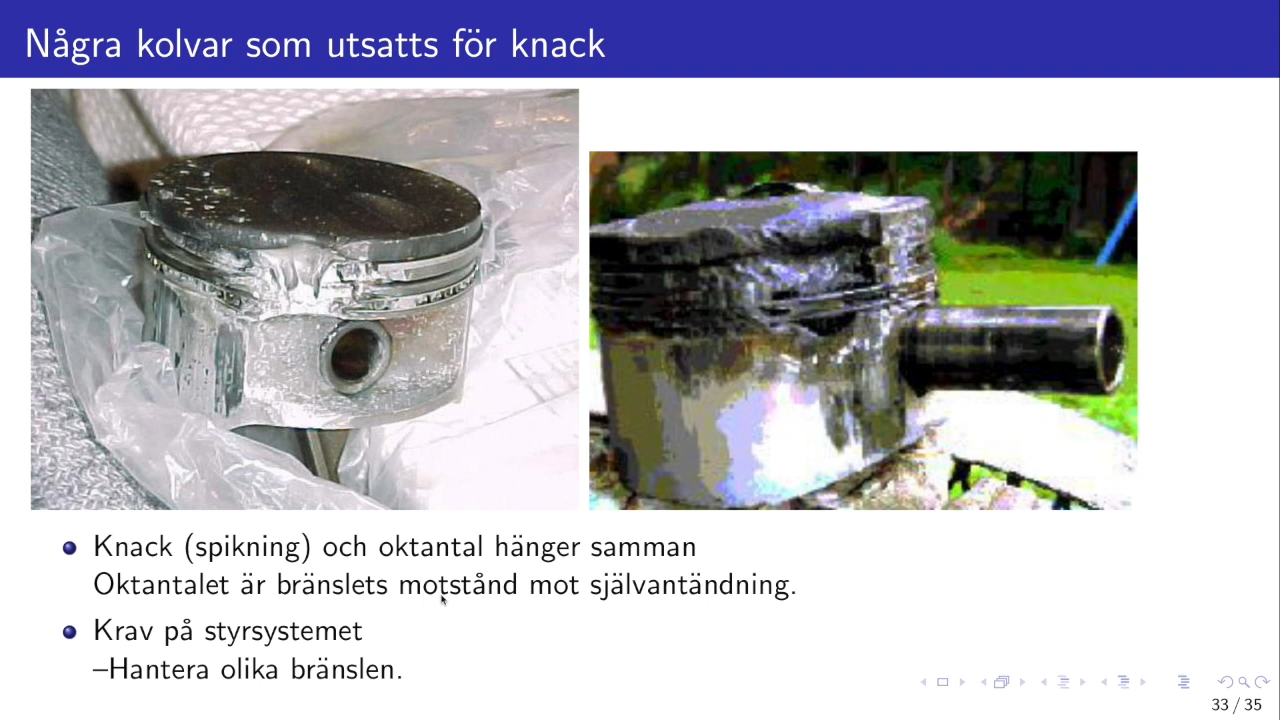 Några kolvar som utsatts för knack
Knack (spikning) och oktantal hänger samman
Oktantalet är bränslets motstånd mot självantändning.
Krav på styrsystemet
–Hantera olika bränslen.
33 / 35